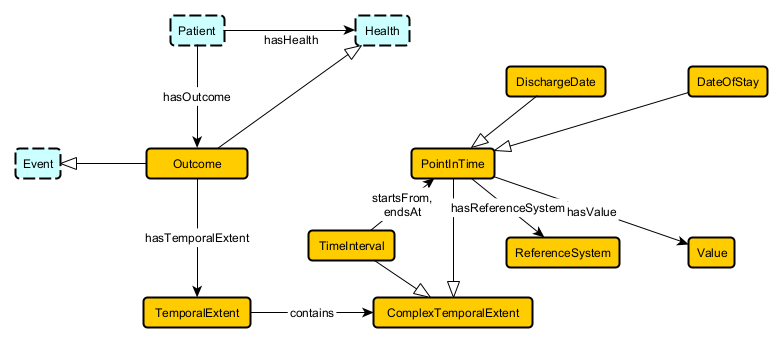 Patient
hasHealth
Health
DischargeDate
DateOfStay
hasOutcome
Event
Outcome
PointInTime
startsFrom,
endsAt
hasReferenceSystem
hasValue
hasTemporalExtent
TimeInterval
ReferenceSystem
Value
TemporalExtent
contains
ComplexTemporalExtent